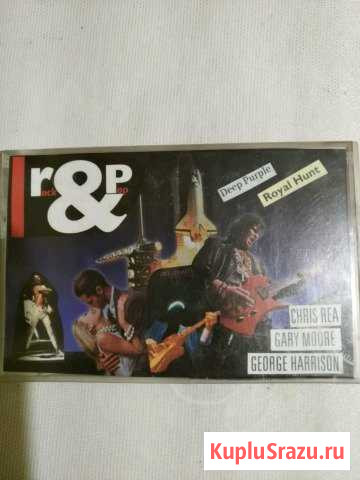 rock & pop
Deep Purple
Royal Hunt
CHRIS REA
GARY MOORE
GEORGE HARRISON
KupluSrazu.ru